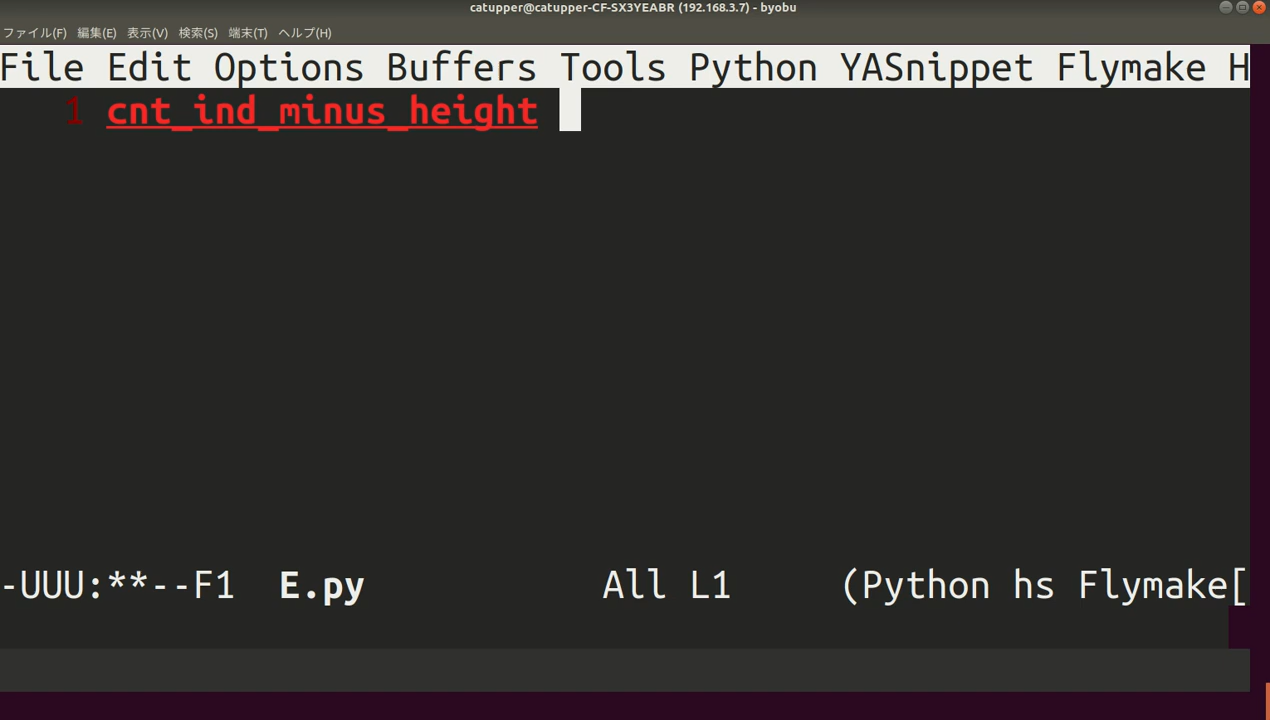 catupper@catupper-CF-SX3YEABR (192.168.3.7) - byobu
ファイル(F) 編集(E) 表示(V) 検索(S) 端末(T) ヘルプ(H)
File Edit Options Buffers Tools Python YASnippet Flymake H
1 cnt_ind_minus_height
-UUU:**--F1 E.py All L1 (Python hs Flymake[